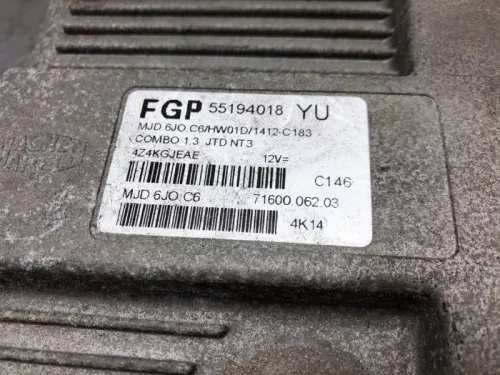 FGP 55194018 YU
MJD 6JO C6/HW01D/1412-C183
COMBO 1.3 JTD NT3
4Z4KGJEAE 12V=
C146
MJD 6JO C6 71600.062.03
4K14